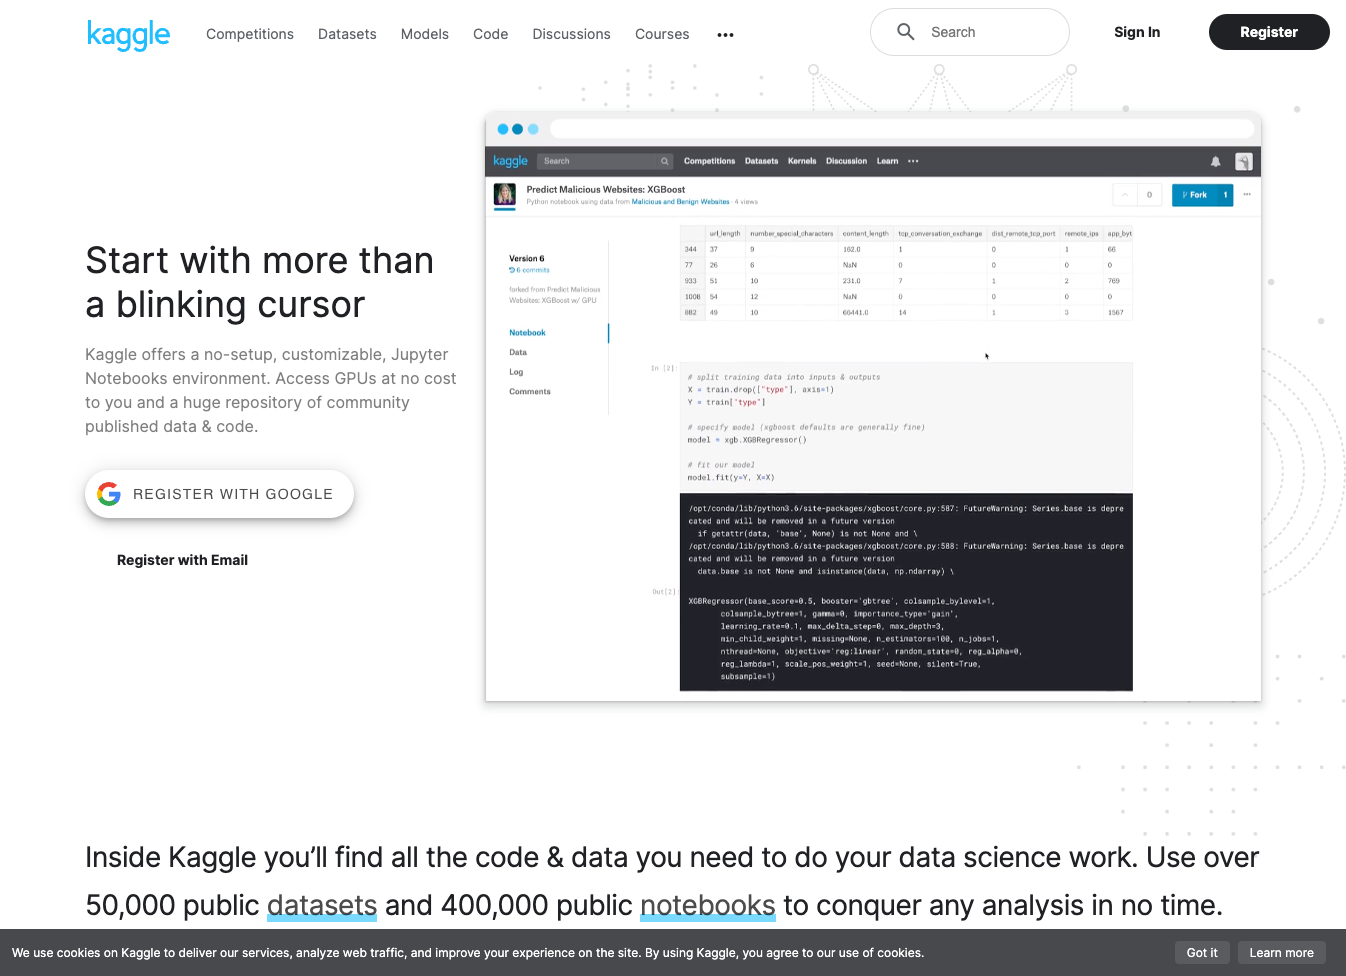 kaggle
Competitions Datasets Models Code Discussions Courses
Search
Sign In
Register
Start with more than
a blinking cursor
Kaggle offers a no-setup, customizable, Jupyter
Notebooks environment. Access GPUs at no cost
to you and a huge repository of community
published data & code.
REGISTER WITH GOOGLE
Register with Email
kaggle Search Competitions Datasets Kernels Discussion Learn
Predict Malicious Websites: XGBoost
Python notebook using data from Malicious and Benign Websites · 4 views
0
Fork 1
Version 6
6 commits
forked from Predict Malicious
Websites: XGBoost w/ GPU
Notebook
Data
Log
Comments
url_length number_special_characters content_length tcp_conversation_exchange dist_remote_tcp_port remote_ips app_byt
344 37 9 162.0 1 0 1 66
77 26 6 NaN 0 0 0 0
933 51 10 231.0 7 1 2 769
1008 54 12 NaN 0 0 0 0
682 49 10 66441.0 14 1 3 1567
In [2]:
# split training data into inputs & outputs
X = train.drop(["type"], axis=1)
Y = train['type']
# specify model (xgboost defaults are generally fine)
model = xgb.XGBRegressor()
# fit our model
model.fit(y=Y, X=X)
/opt/conda/lib/python3.6/site-packages/xgboost/core.py:587: FutureWarning: Series.base is depre
cated and will be removed in a future version
if getattr(data, 'base', None) is not None and \
/opt/conda/lib/python3.6/site-packages/xgboost/core.py:588: FutureWarning: Series.base is depre
cated and will be removed in a future version
data.base is not None and isinstance(data, np.ndarray) \
Out[2]:
XGBRegressor(base_score=0.5, booster='gbtree', colsample_bylevel=1,
colsample_bytree=1, gamma=0, importance_type='gain',
learning_rate=0.1, max_delta_step=0, max_depth=3,
min_child_weight=1, missing=None, n_estimators=100, n_jobs=1,
nthread=None, objective='reg:linear', random_state=0, reg_alpha=0,
reg_lambda=1, scale_pos_weight=1, seed=None, silent=True,
subsample=1)
Inside Kaggle you'll find all the code & data you need to do your data science work. Use over
50,000 public datasets and 400,000 public notebooks to conquer any analysis in no time.
We use cookies on Kaggle to deliver our services, analyze web traffic, and improve your experience on the site. By using Kaggle, you agree to our use of cookies.
Got it
Learn more